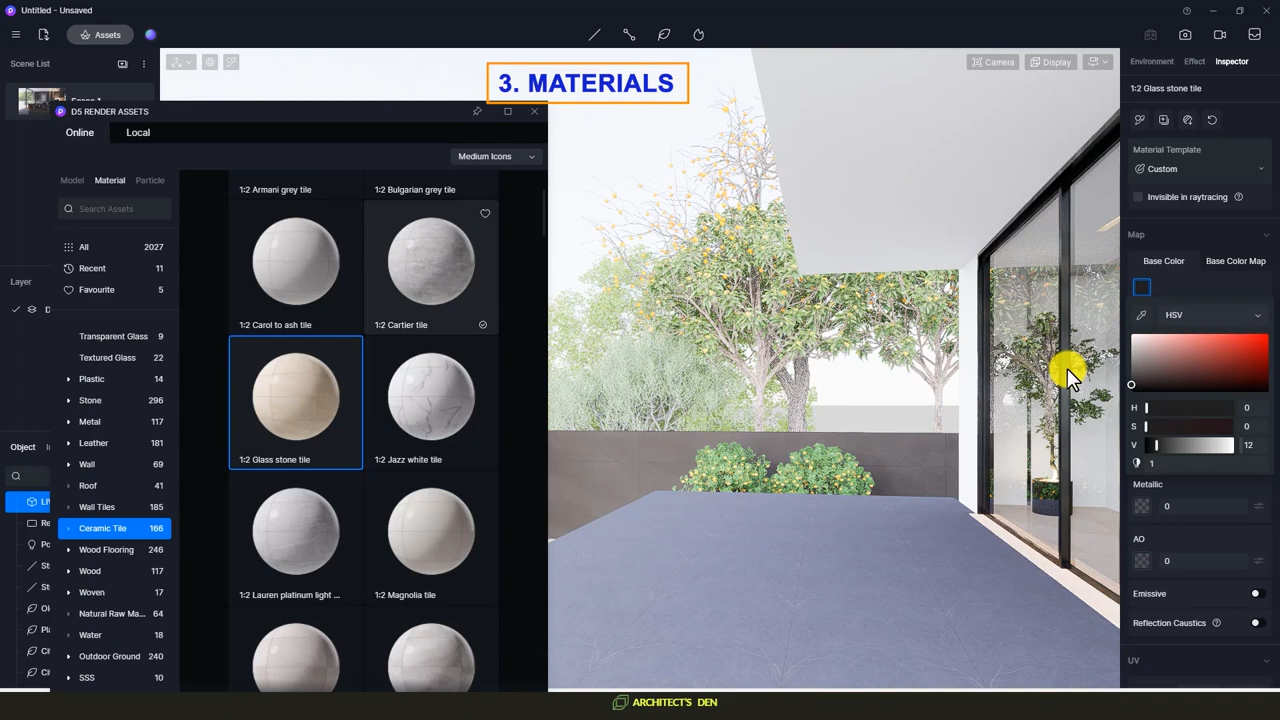 Untitled - Unsaved
Assets
Scene List
Scene 1
3. MATERIALS
Camera
Display
Environment
Effect
Inspector
D5 RENDER ASSETS
Online
Local
Medium Icons
Model
Material
Particle
Search Assets
All 2027
Recent 11
Favourite 5
Transparent Glass 9
Textured Glass 22
Plastic 14
Stone 296
Metal 117
Leather 181
Wall 69
Roof 41
Wall Tiles 185
Ceramic Tile 166
Wood Flooring 246
Wood 117
Woven 17
Natural Raw Ma... 64
Water 18
Outdoor Ground 240
SSS 10
1:2 Armani grey tile
1:2 Bulgarian grey tile
1:2 Carol to ash tile
1:2 Cartier tile
1:2 Glass stone tile
1:2 Jazz white tile
1:2 Lauren platinum light ...
1:2 Magnolia tile
Layer
Object
1:2 Glass stone tile
Material Template
Custom
Invisible in raytracing
Map
Base Color
Base Color Map
HSV
H 0
S 0
V 12
1
Metallic
0
AO
0
Emissive
Reflection Caustics
UV
ARCHITECT'S DEN